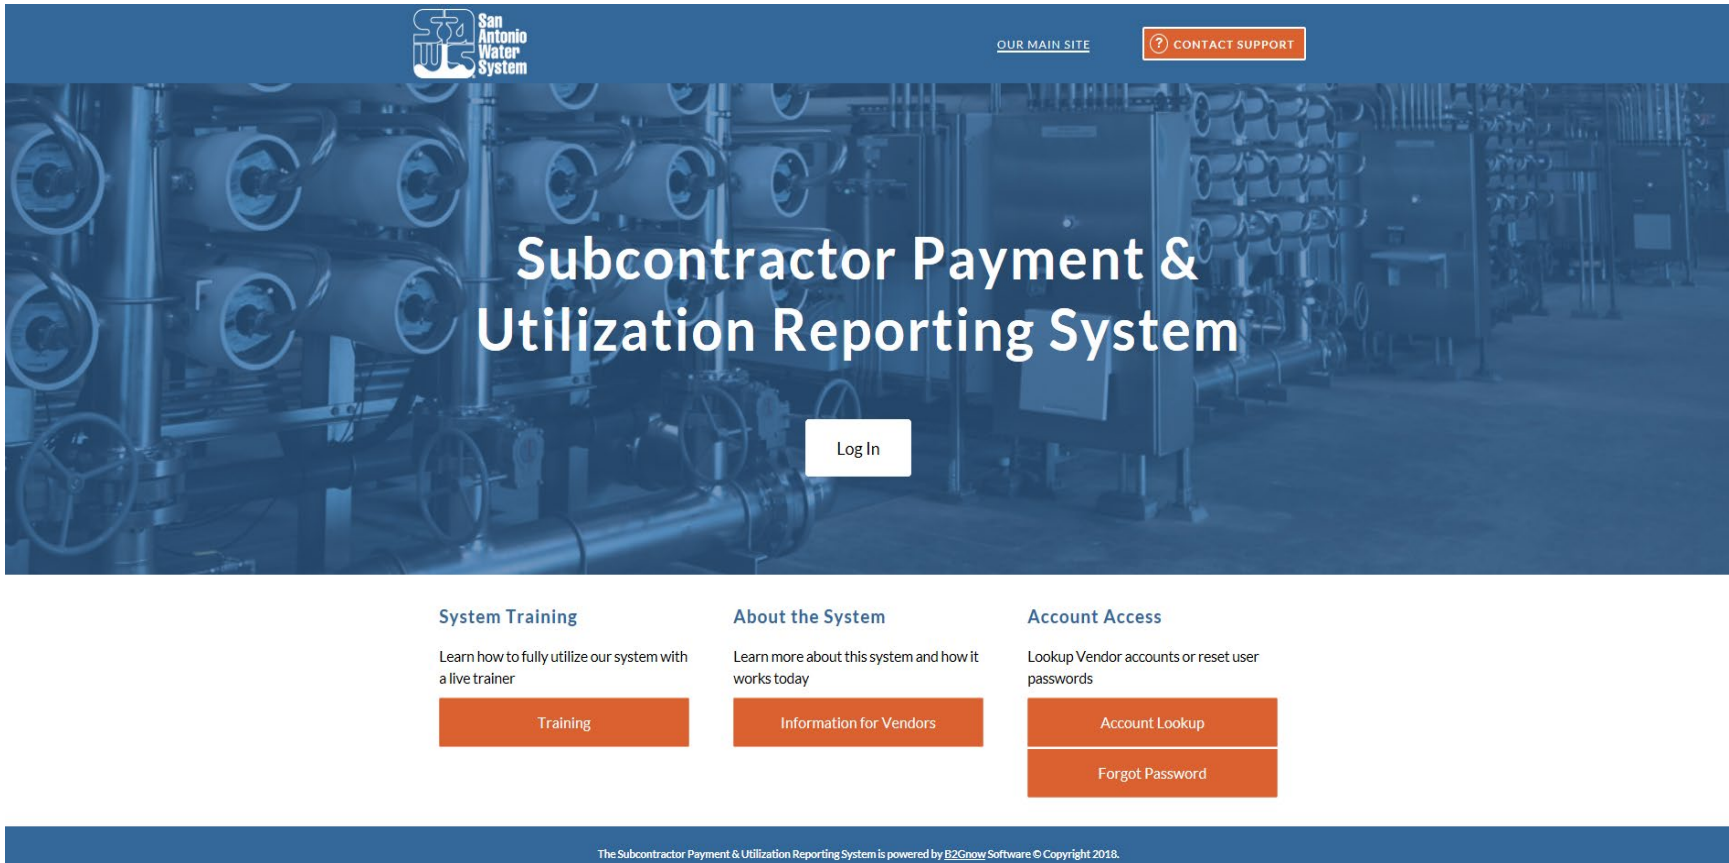 San
Antonio
Water
System
OUR MAIN SITE
? CONTACT SUPPORT
Subcontractor Payment &
Utilization Reporting System
Log In
System Training
Learn how to fully utilize our system with
a live trainer
Training
About the System
Learn more about this system and how it
works today
Information for Vendors
Account Access
Lookup Vendor accounts or reset user
passwords
Account Lookup
Forgot Password
The Subcontractor Payment & Utilization Reporting System is powered by B2Gnow Software © Copyright 2018.